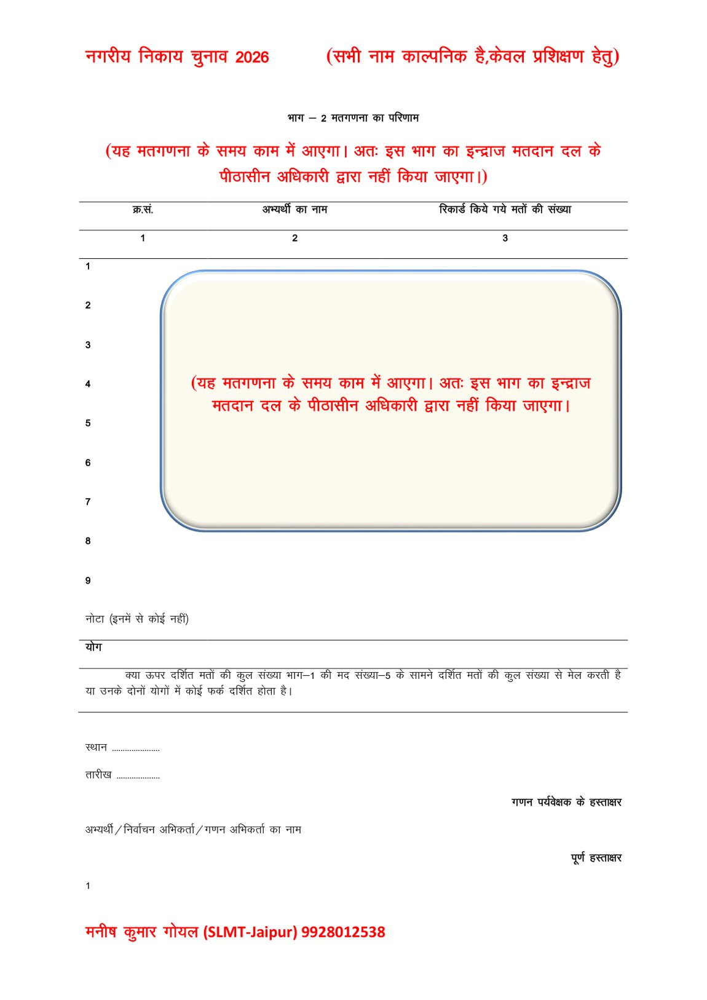 नगरीय निकाय चुनाव 2026 (सभी नाम काल्पनिक है,केवल प्रशिक्षण हेतु)
भाग – 2 मतगणना का परिणाम
(यह मतगणना के समय काम में आएगा। अतः इस भाग का इन्द्राज मतदान दल के
पीठासीन अधिकारी द्वारा नहीं किया जाएगा।)
क्र.सं. अभ्यर्थी का नाम रिकार्ड किये गये मतों की संख्या
1 2 3
1
2
3
(यह मतगणना के समय काम में आएगा। अतः इस भाग का इन्द्राज
4
मतदान दल के पीठासीन अधिकारी द्वारा नहीं किया जाएगा।
5
6
7
8
9
नोटा (इनमें से कोई नहीं)
योग
क्या ऊपर दर्शित मतों की कुल संख्या भाग–1 की मद संख्या–5 के सामने दर्शित मतों की कुल संख्या से मेल करती है
या उनके दोनों योगों में कोई फर्क दर्शित होता है।
स्थान ......................
तारीख ....................
गणन पर्यवेक्षक के हस्ताक्षर
अभ्यर्थी/निर्वाचन अभिकर्ता/गणन अभिकर्ता का नाम
पूर्ण हस्ताक्षर
1
मनीष कुमार गोयल (SLMT-Jaipur) 9928012538